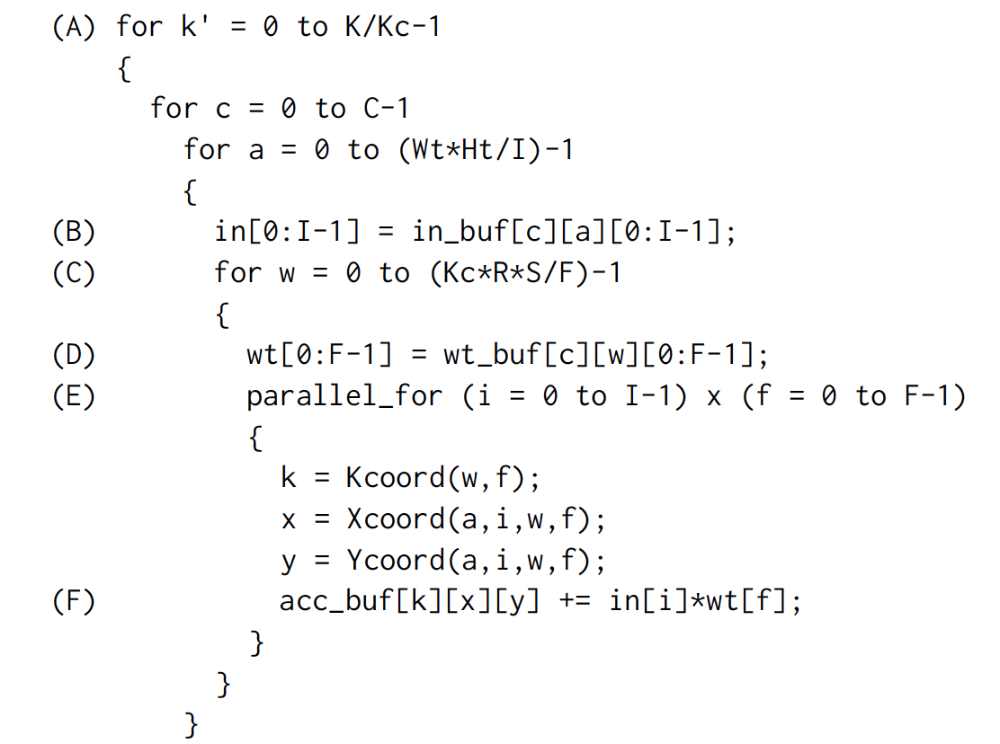 (A) for k' = 0 to K/Kc-1
{
for c = 0 to C-1
for a = 0 to (Wt*Ht/I)-1
{
(B) in[0:I-1] = in_buf[c][a][0:I-1];
(C) for w = 0 to (Kc*R*S/F)-1
{
(D) wt[0:F-1] = wt_buf[c][w][0:F-1];
(E) parallel_for (i = 0 to I-1) x (f = 0 to F-1)
{
k = Kcoord(w,f);
x = Xcoord(a,i,w,f);
y = Ycoord(a,i,w,f);
(F) acc_buf[k][x][y] += in[i]*wt[f];
}
}
}